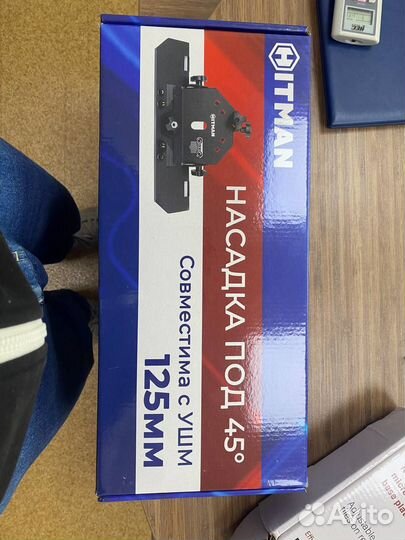 HITMAN
НАСАДКА ПОД 45°
Совместима с УШМ
125ММ
HITMAN
Avito